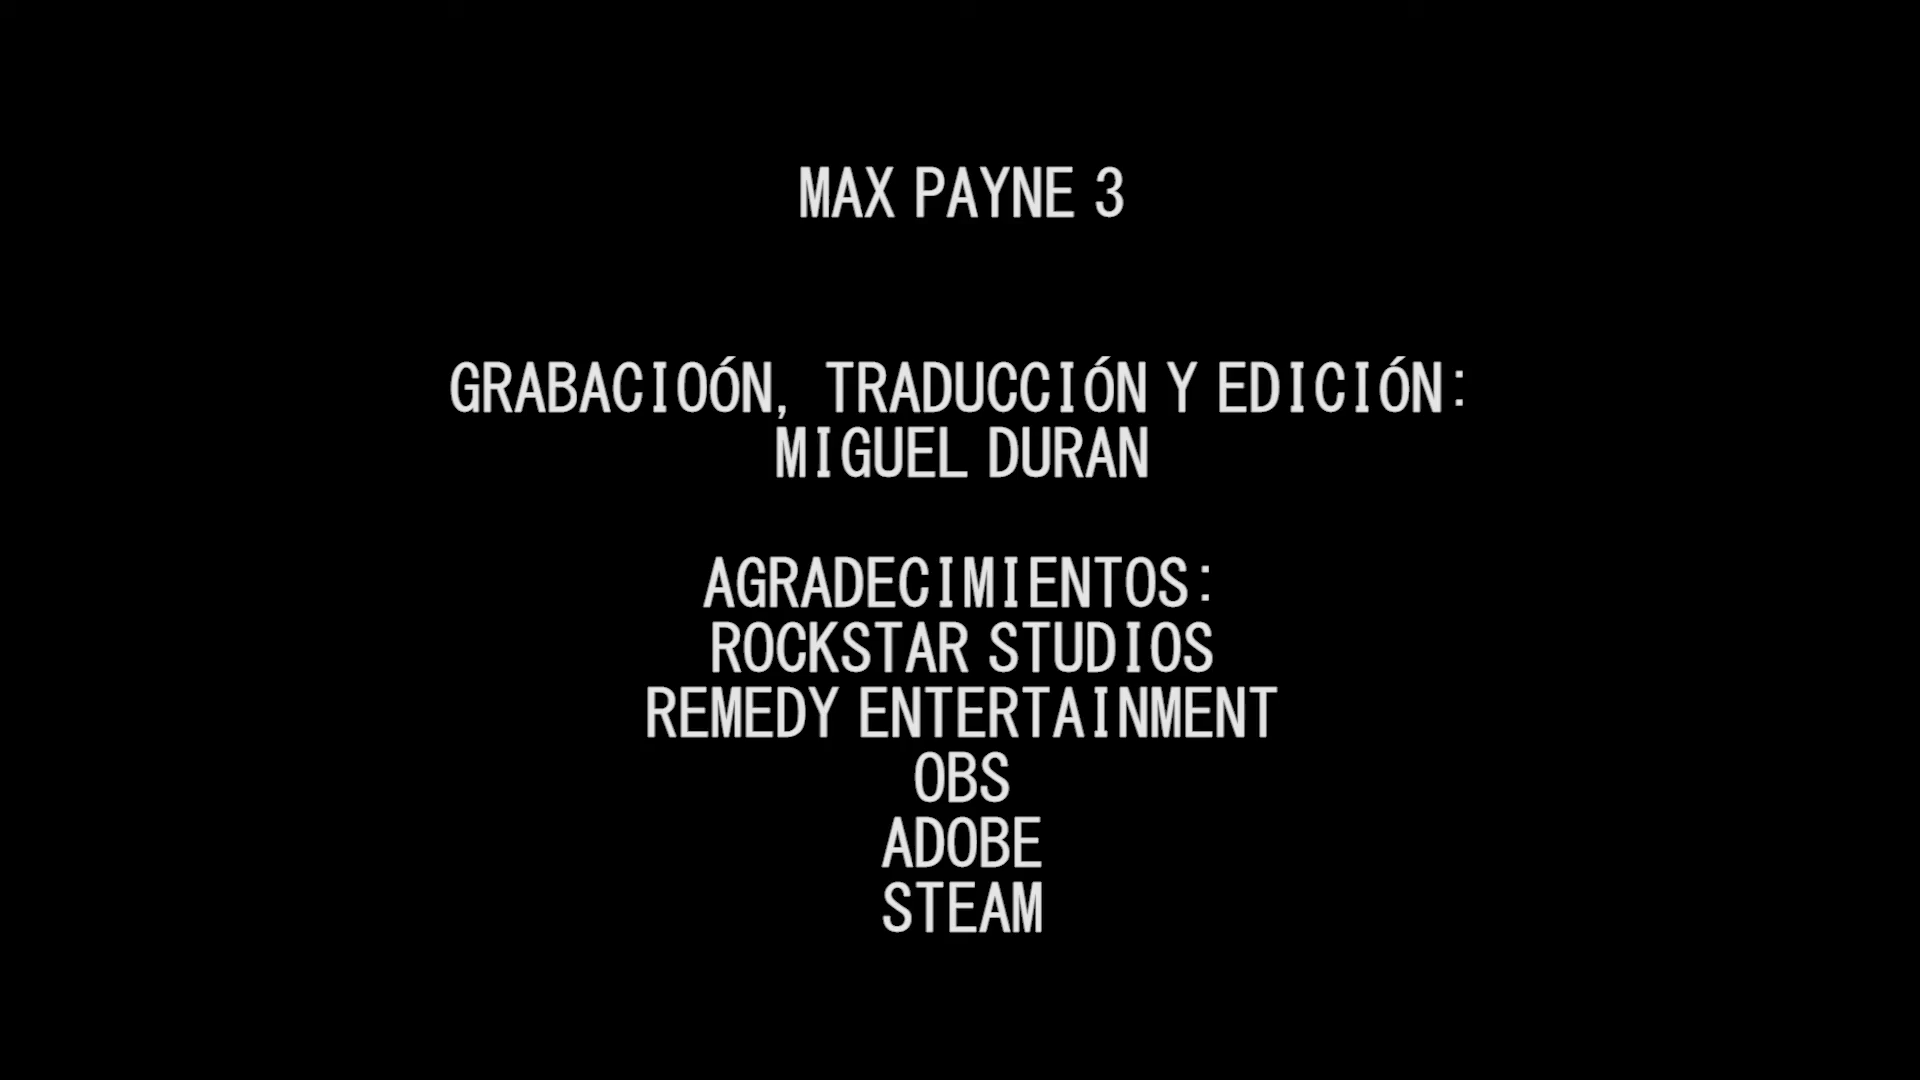 MAX PAYNE 3
GRABACIOÓN, TRADUCCIÓN Y EDICIÓN:
MIGUEL DURAN
AGRADECIMIENTOS:
ROCKSTAR STUDIOS
REMEDY ENTERTAINMENT
OBS
ADOBE
STEAM